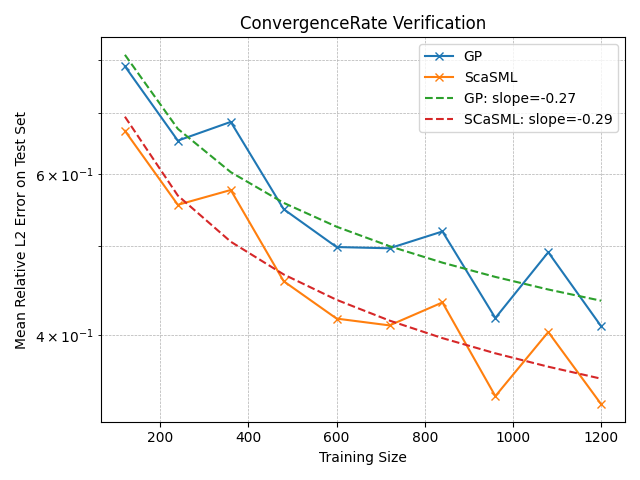 ConvergenceRate Verification
GP
ScaSML
GP: slope=-0.27
SCaSML: slope=-0.29
Mean Relative L2 Error on Test Set
6 × 10⁻¹
4 × 10⁻¹
200 400 600 800 1000 1200
Training Size